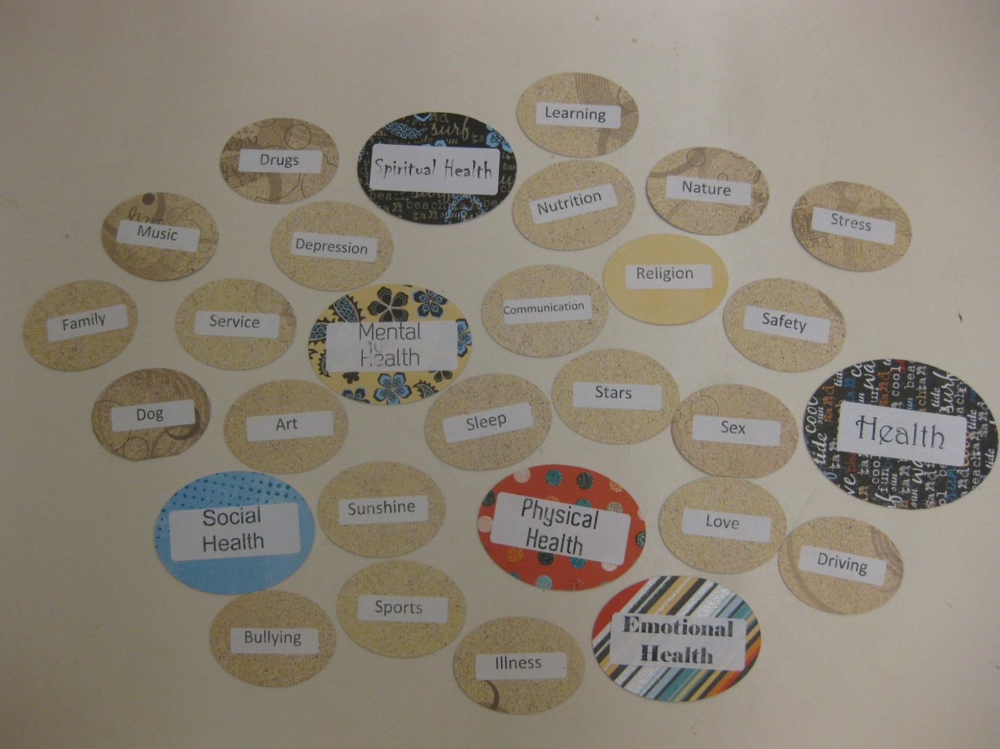 Learning
Drugs
Spiritual Health
Nature
Nutrition
Stress
Music
Depression
Religion
Communication
Family
Service
Safety
Mental
Health
Stars
Dog
Art
Sleep
Sex
Health
Sunshine
Social
Health
Physical
Health
Love
Driving
Sports
Bullying
Emotional
Health
Illness